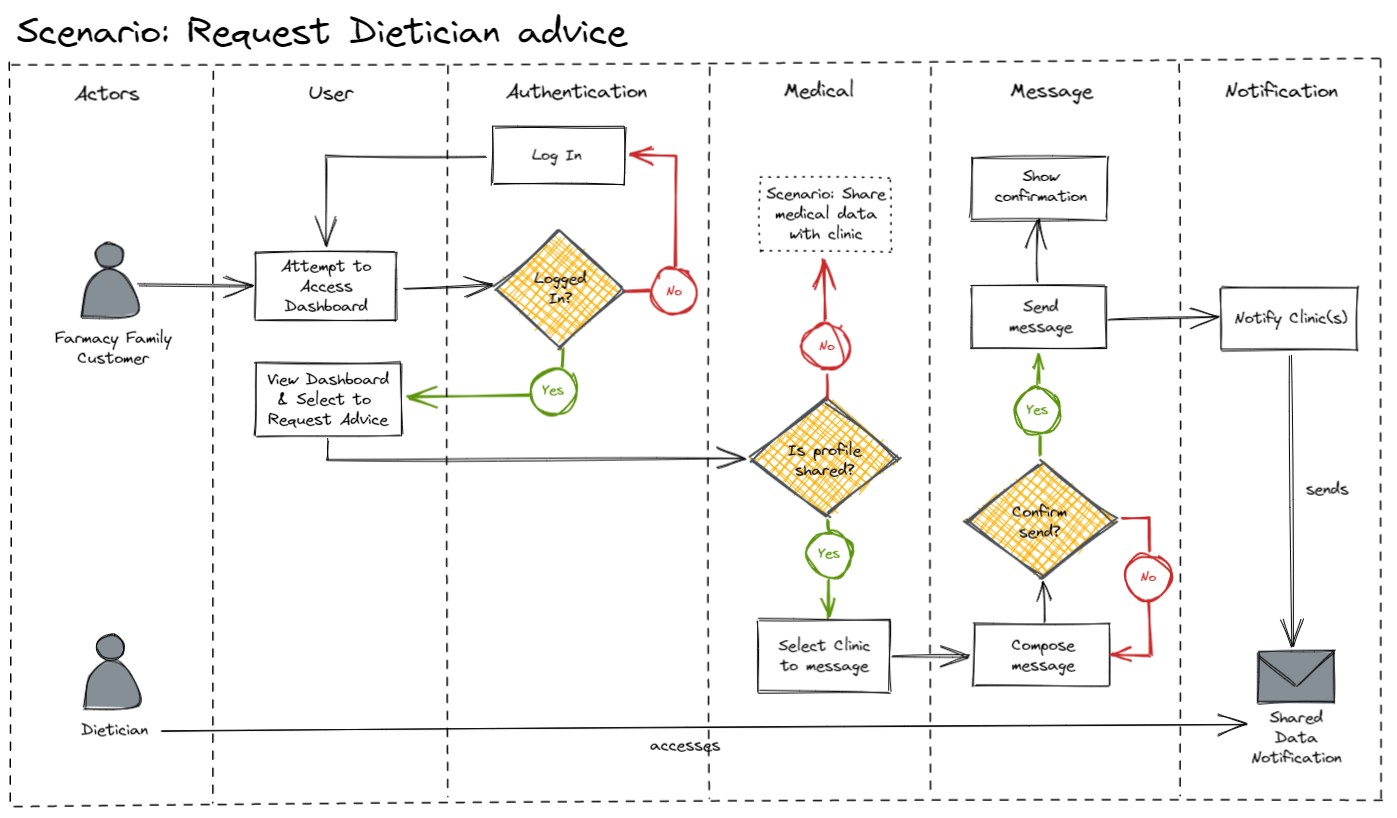 Scenario: Request Dietician advice
Actors
User
Authentication
Medical
Message
Notification
Log In
Show
confirmation
Scenario: Share
medical data
with clinic
Attempt to
Access
Dashboard
Logged
In?
No
Send
message
Notify Clinic(s)
Farmacy Family
Customer
No
View Dashboard
& Select to
Request Advice
Yes
Yes
Is profile
shared?
sends
Confirm
send?
Yes
No
Select Clinic
to message
Compose
message
Dietician
accesses
Shared
Data
Notification